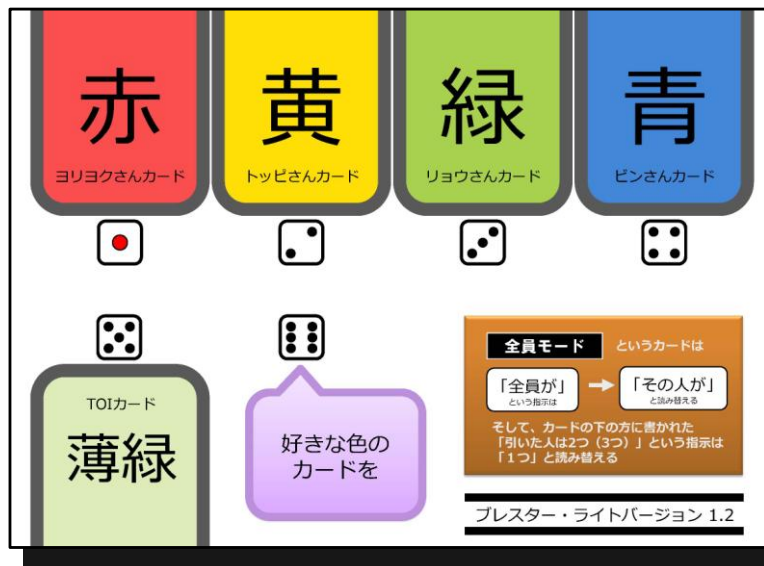 赤
ヨリヨクさんカード
黄
トッピさんカード
緑
リョウさんカード
青
ピンさんカード
TOIカード
薄緑
好きな色の
カードを
全員モード というカードは
「全員が」
という指示は
「その人が」
と読み替える
そして、カードの下の方に書かれた
「引いた人は2つ（3つ）」という指示は
「１つ」と読み替える
ブレスター・ライトバージョン 1.2